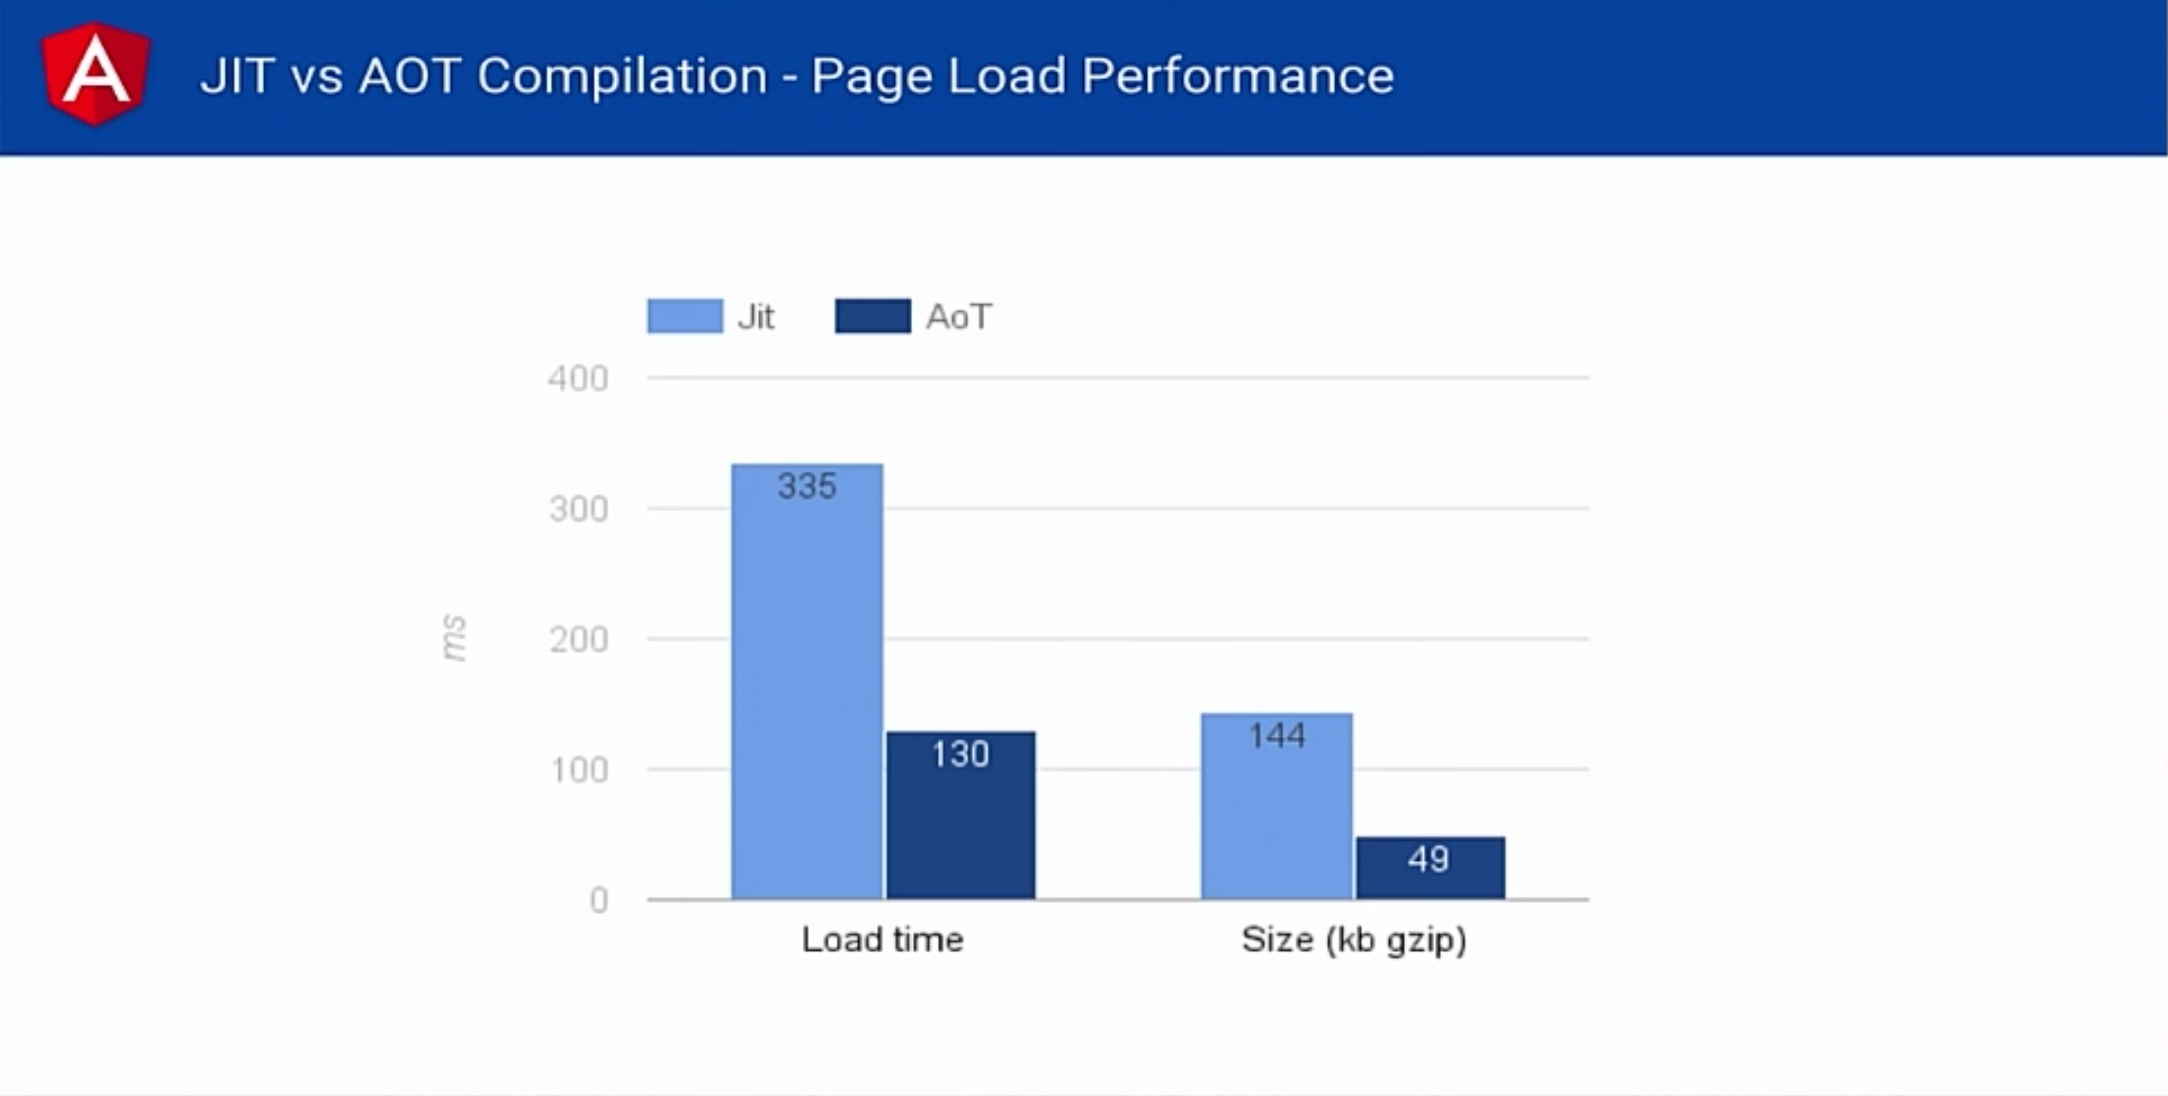 JIT vs AOT Compilation - Page Load Performance
Jit
AoT
400
300
200
100
0
ms
335
130
144
49
Load time
Size (kb gzip)